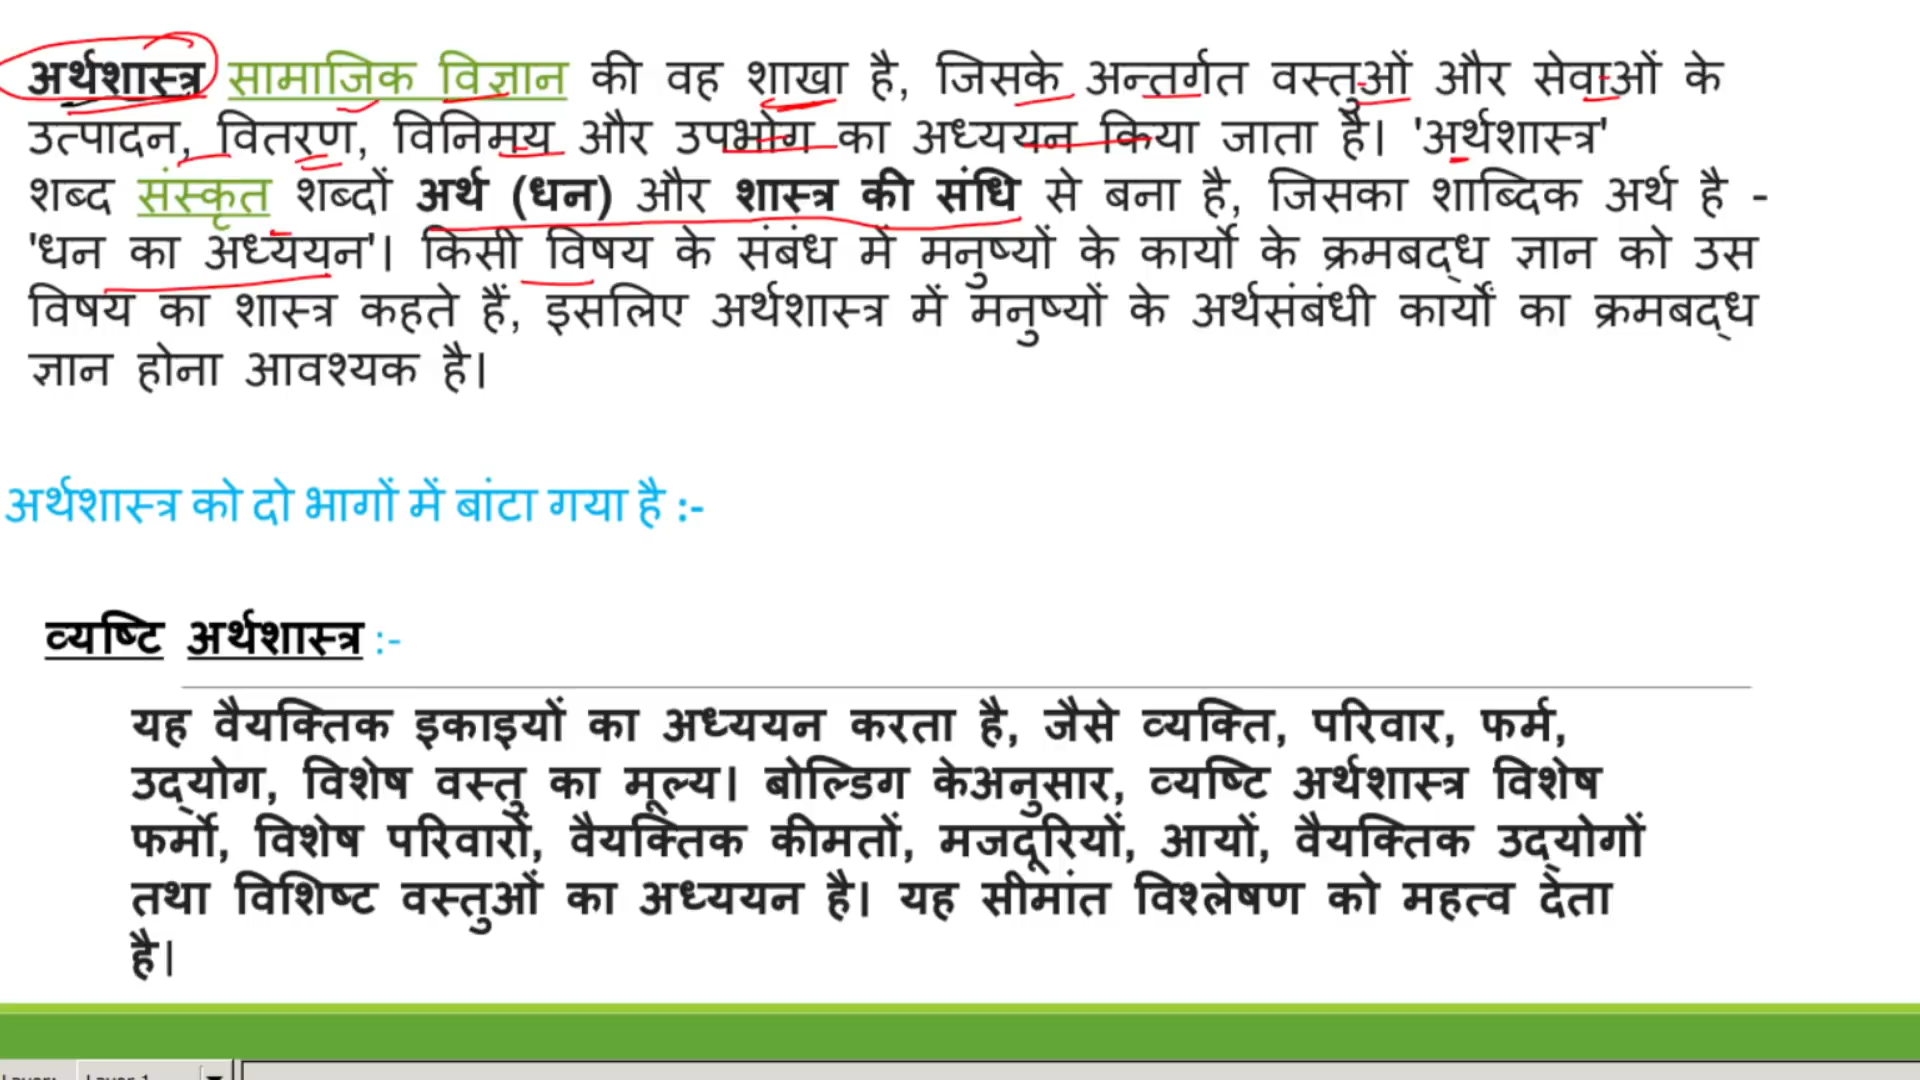 अर्थशास्त्र सामाजिक विज्ञान की वह शाखा है, जिसके अन्तर्गत वस्तुओं और सेवाओं के
उत्पादन, वितरण, विनिमय और उपभोग का अध्ययन किया जाता है। 'अर्थशास्त्र'
शब्द संस्कृत शब्दों अर्थ (धन) और शास्त्र की संधि से बना है, जिसका शाब्दिक अर्थ है -
'धन का अध्ययन'। किसी विषय के संबंध में मनुष्यों के कार्यो के क्रमबद्ध ज्ञान को उस
विषय का शास्त्र कहते हैं, इसलिए अर्थशास्त्र में मनुष्यों के अर्थसंबंधी कार्यों का क्रमबद्ध
ज्ञान होना आवश्यक है।
अर्थशास्त्र को दो भागों में बांटा गया है :-
व्यष्टि अर्थशास्त्र :-
यह वैयक्तिक इकाइयों का अध्ययन करता है, जैसे व्यक्ति, परिवार, फर्म,
उद्योग, विशेष वस्तु का मूल्य। बोल्डिग केअनुसार, व्यष्टि अर्थशास्त्र विशेष
फर्मो, विशेष परिवारों, वैयक्तिक कीमतों, मजदूरियों, आयों, वैयक्तिक उद्योगों
तथा विशिष्ट वस्तुओं का अध्ययन है। यह सीमांत विश्लेषण को महत्व देता
है।
Layer: Layer 1